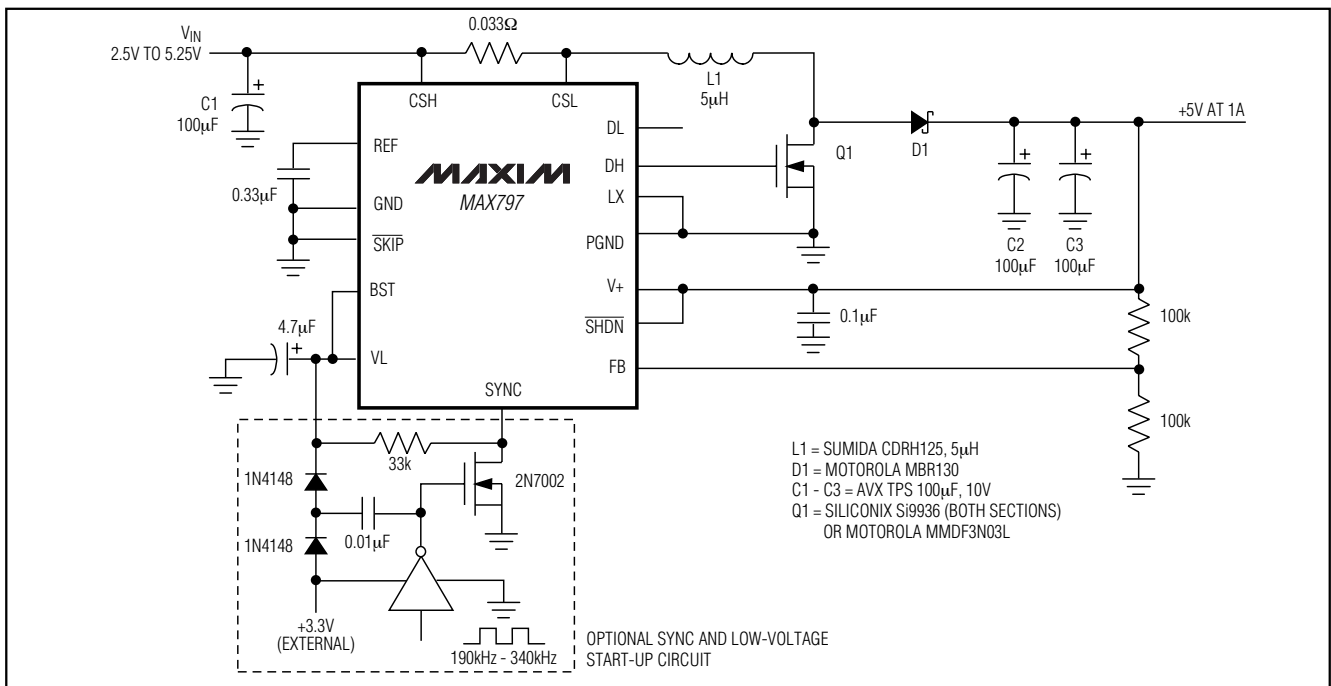 0.033Ω
VIN
2.5V TO 5.25V
+
C1
100µF
CSH
CSL
L1
5µH
+5V AT 1A
DL
D1
Q1
REF
DH
MAXIM
MAX797
+
+
0.33µF
LX
GND
C2
100µF
C3
100µF
SKIP
PGND
BST
V+
0.1µF
SHDN
100k
4.7µF
+
VL
FB
SYNC
100k
33k
1N4148
2N7002
L1 = SUMIDA CDRH125, 5µH
D1 = MOTOROLA MBR130
C1 - C3 = AVX TPS 100µF, 10V
Q1 = SILICONIX Si9936 (BOTH SECTIONS)
OR MOTOROLA MMDF3N03L
0.01µF
1N4148
+3.3V
(EXTERNAL)
190kHz - 340kHz
OPTIONAL SYNC AND LOW-VOLTAGE
START-UP CIRCUIT